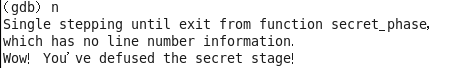 (gdb) n
Single stepping until exit from function secret_phase,
which has no line number information.
Wow! You've defused the secret stage!